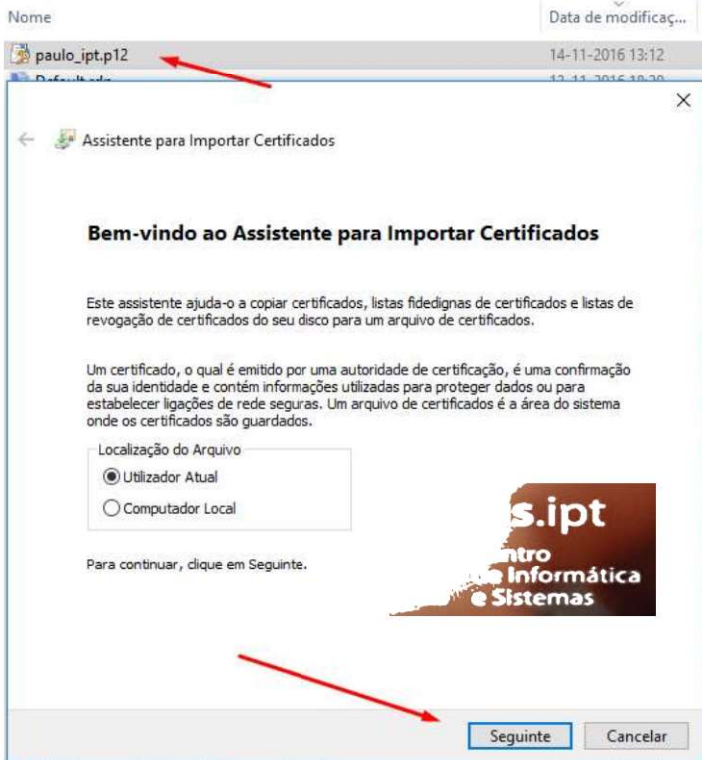 Nome Data de modificaç...
paulo_ipt.p12 14-11-2016 13:12
Assistente para Importar Certificados
Bem-vindo ao Assistente para Importar Certificados
Este assistente ajuda-o a copiar certificados, listas fidedignas de certificados e listas de
revogação de certificados do seu disco para um arquivo de certificados.
Um certificado, o qual é emitido por uma autoridade de certificação, é uma confirmação
da sua identidade e contém informações utilizadas para proteger dados ou para
estabelecer ligações de rede seguras. Um arquivo de certificados é a área do sistema
onde os certificados são guardados.
Localização do Arquivo
Utilizador Atual
Computador Local
s.ipt
ntro
e Informática
e Sistemas
Para continuar, clique em Seguinte.
Seguinte Cancelar